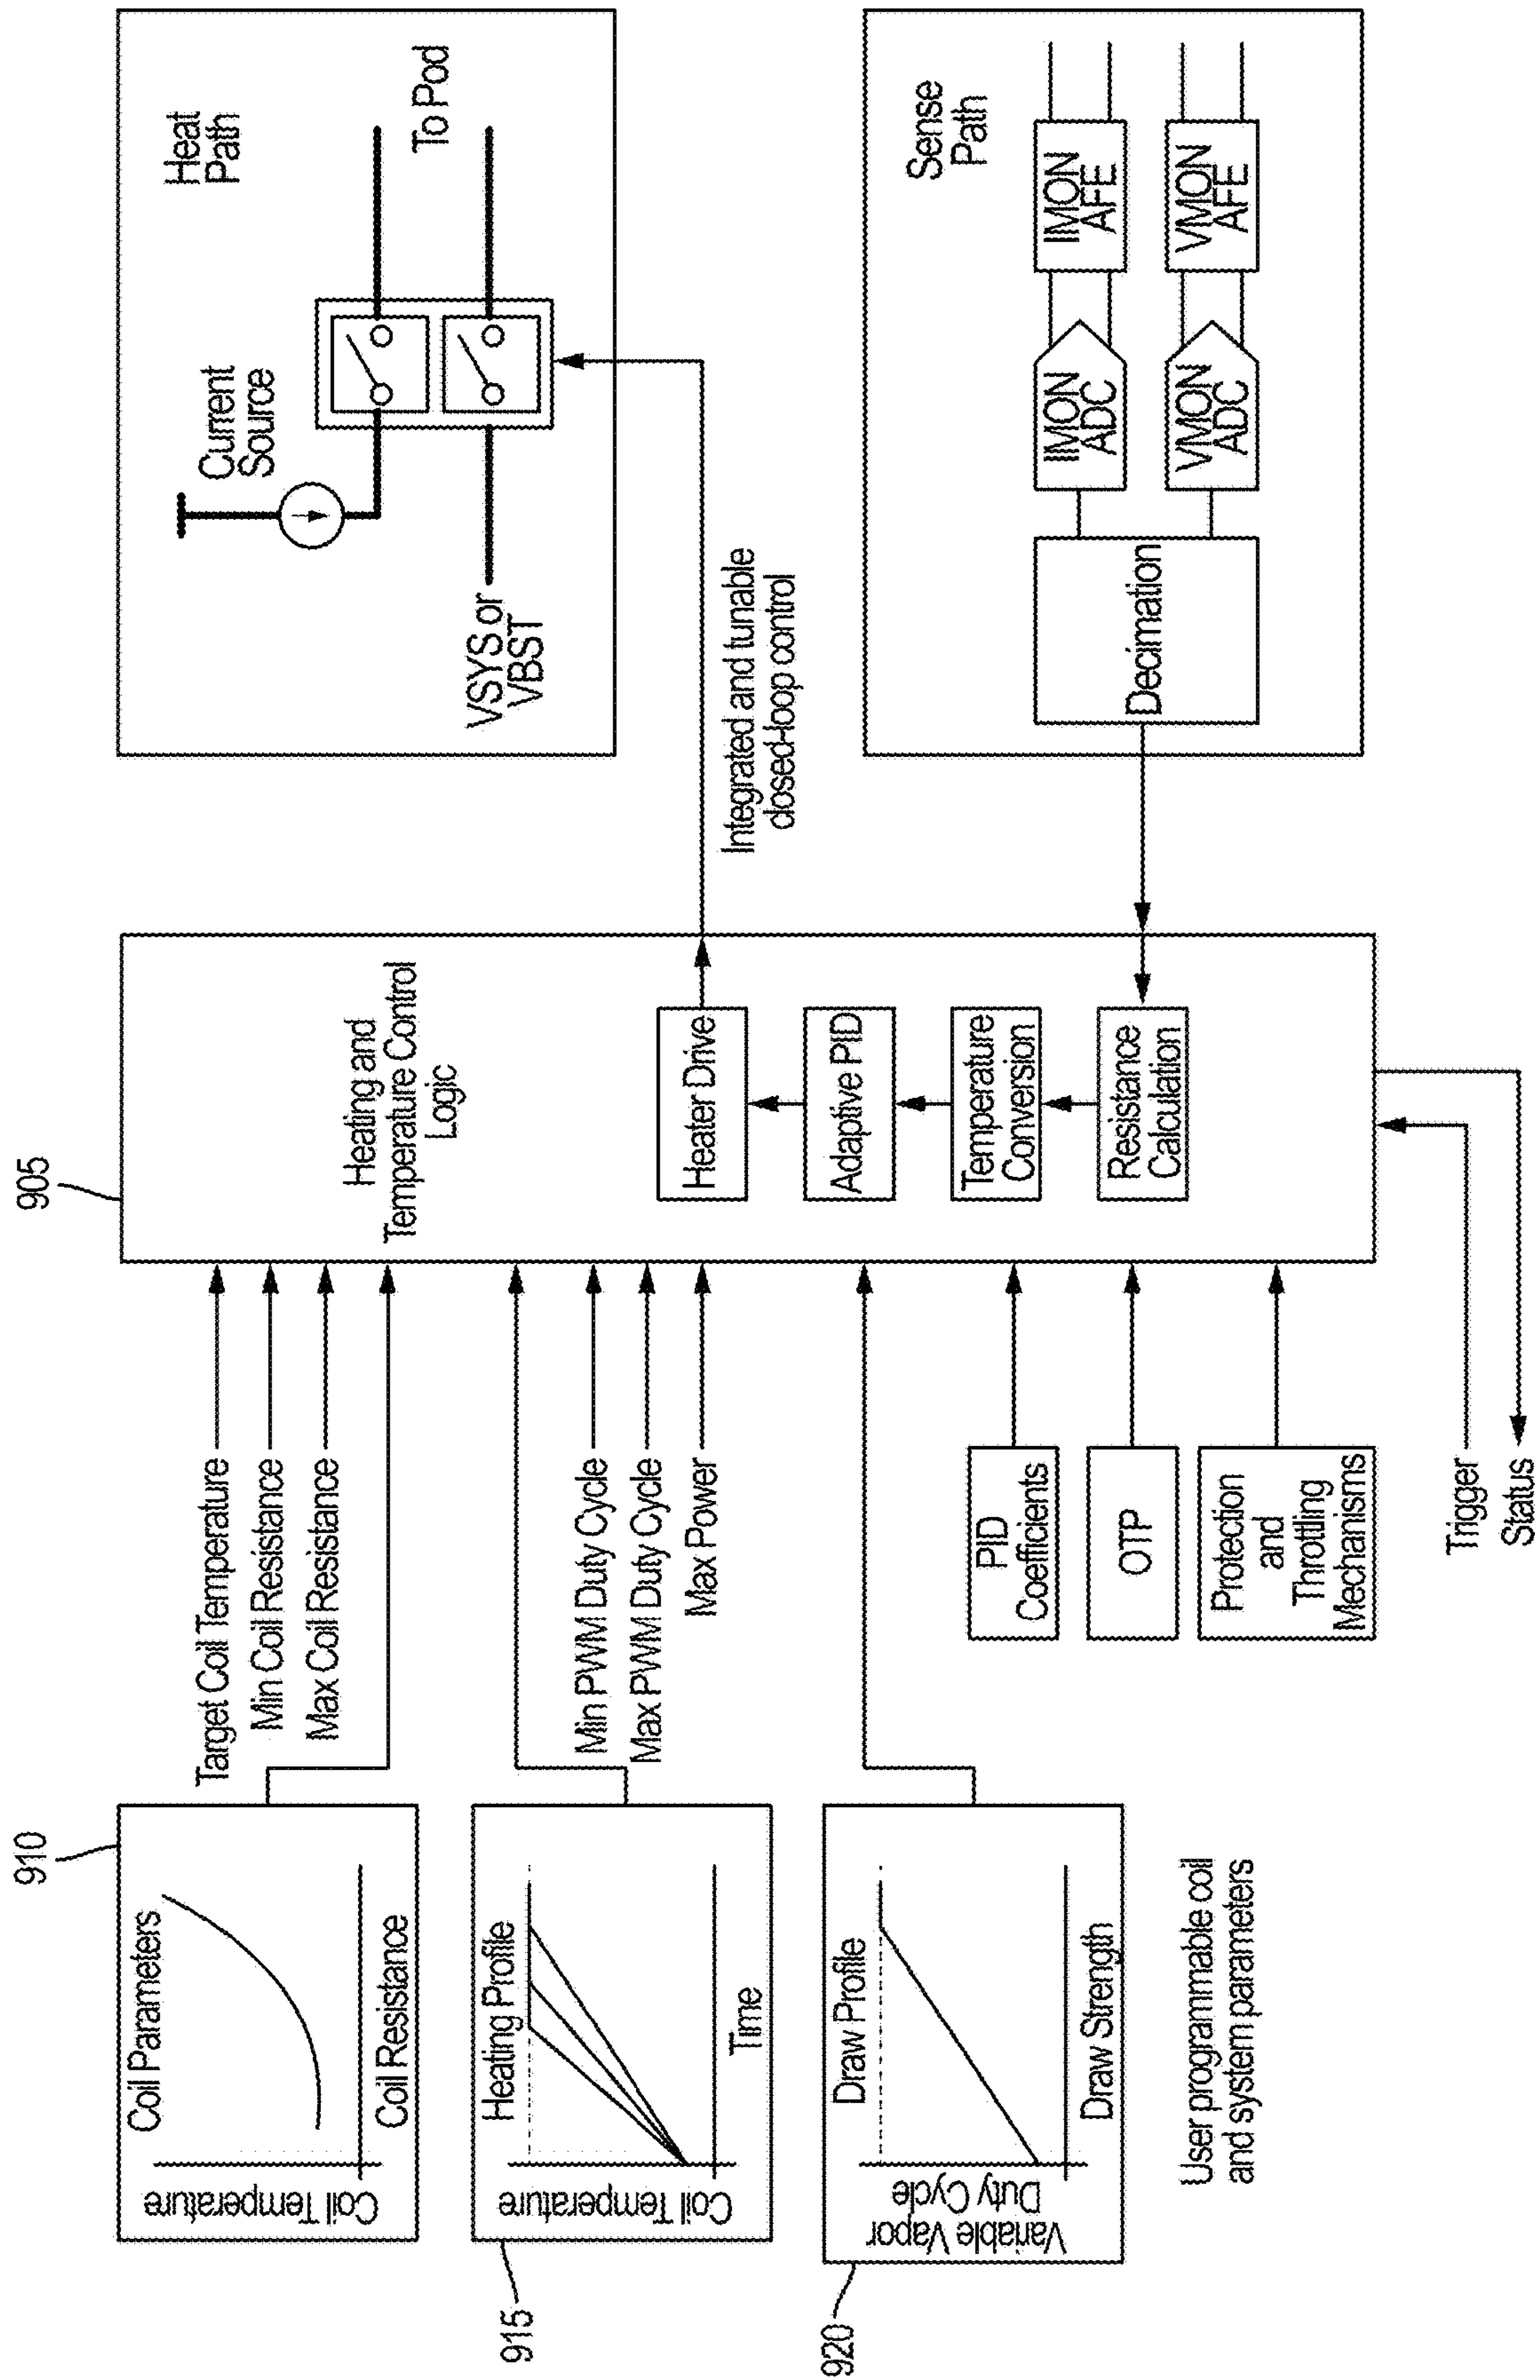 910
Coil Parameters
Coil Temperature
Coil Resistance
915
Heating Profile
Coil Temperature
Time
920
Draw Profile
Variable Vapor
Duty Cycle
Draw Strength
User programmable coil
and system parameters
Target Coil Temperature
Min Coil Resistance
Max Coil Resistance
Min PWM Duty Cycle
Max PWM Duty Cycle
Max Power
PID
Coefficients
OTP
Protection
and
Throttling
Mechanisms
Trigger
Status
905
Heating and
Temperature Control
Logic
Heater Drive
Adaptive PID
Temperature
Conversion
Resistance
Calculation
Integrated and tunable
closed-loop control
Heat
Path
Current
Source
VSYS or
VBST
To Pod
Sense
Path
Decimation
IMON
ADC
IMON
AFE
VMON
ADC
VMON
AFE